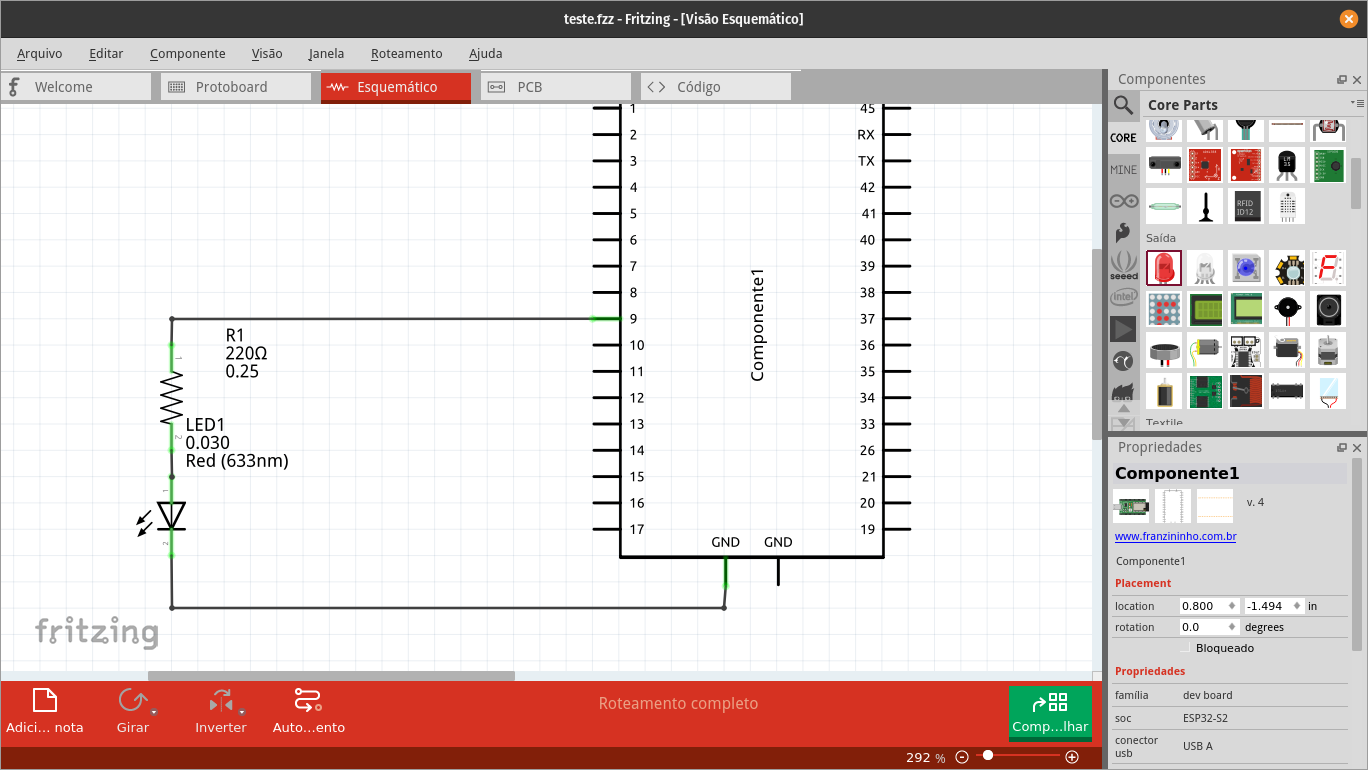 teste.fzz - Fritzing - [Visão Esquemático]
Arquivo Editar Componente Visão Janela Roteamento Ajuda
Welcome Protoboard Esquemático PCB Código
Componentes
Core Parts
CORE
MINE
seeed
intel
LM
35
RFID
ID12
Saída
Textile
1 45
2 RX
3 TX
4 42
5 41
6 40
7 39
8 38
9 37
10 36
11 35
12 34
13 33
14 26
15 21
16 20
17 19
GND GND
Componente1
R1
220Ω
0.25
1
2
LED1
0.030
Red (633nm)
1
2
fritzing
Propriedades
Componente1
v. 4
www.franzininho.com.br
Componente1
Placement
location 0.800 -1.494 in
rotation 0.0 degrees
Bloqueado
Propriedades
família dev board
soc ESP32-S2
conector
usb USB A
Adici... nota Girar Inverter Auto...ento
Roteamento completo
Comp...lhar
292 %